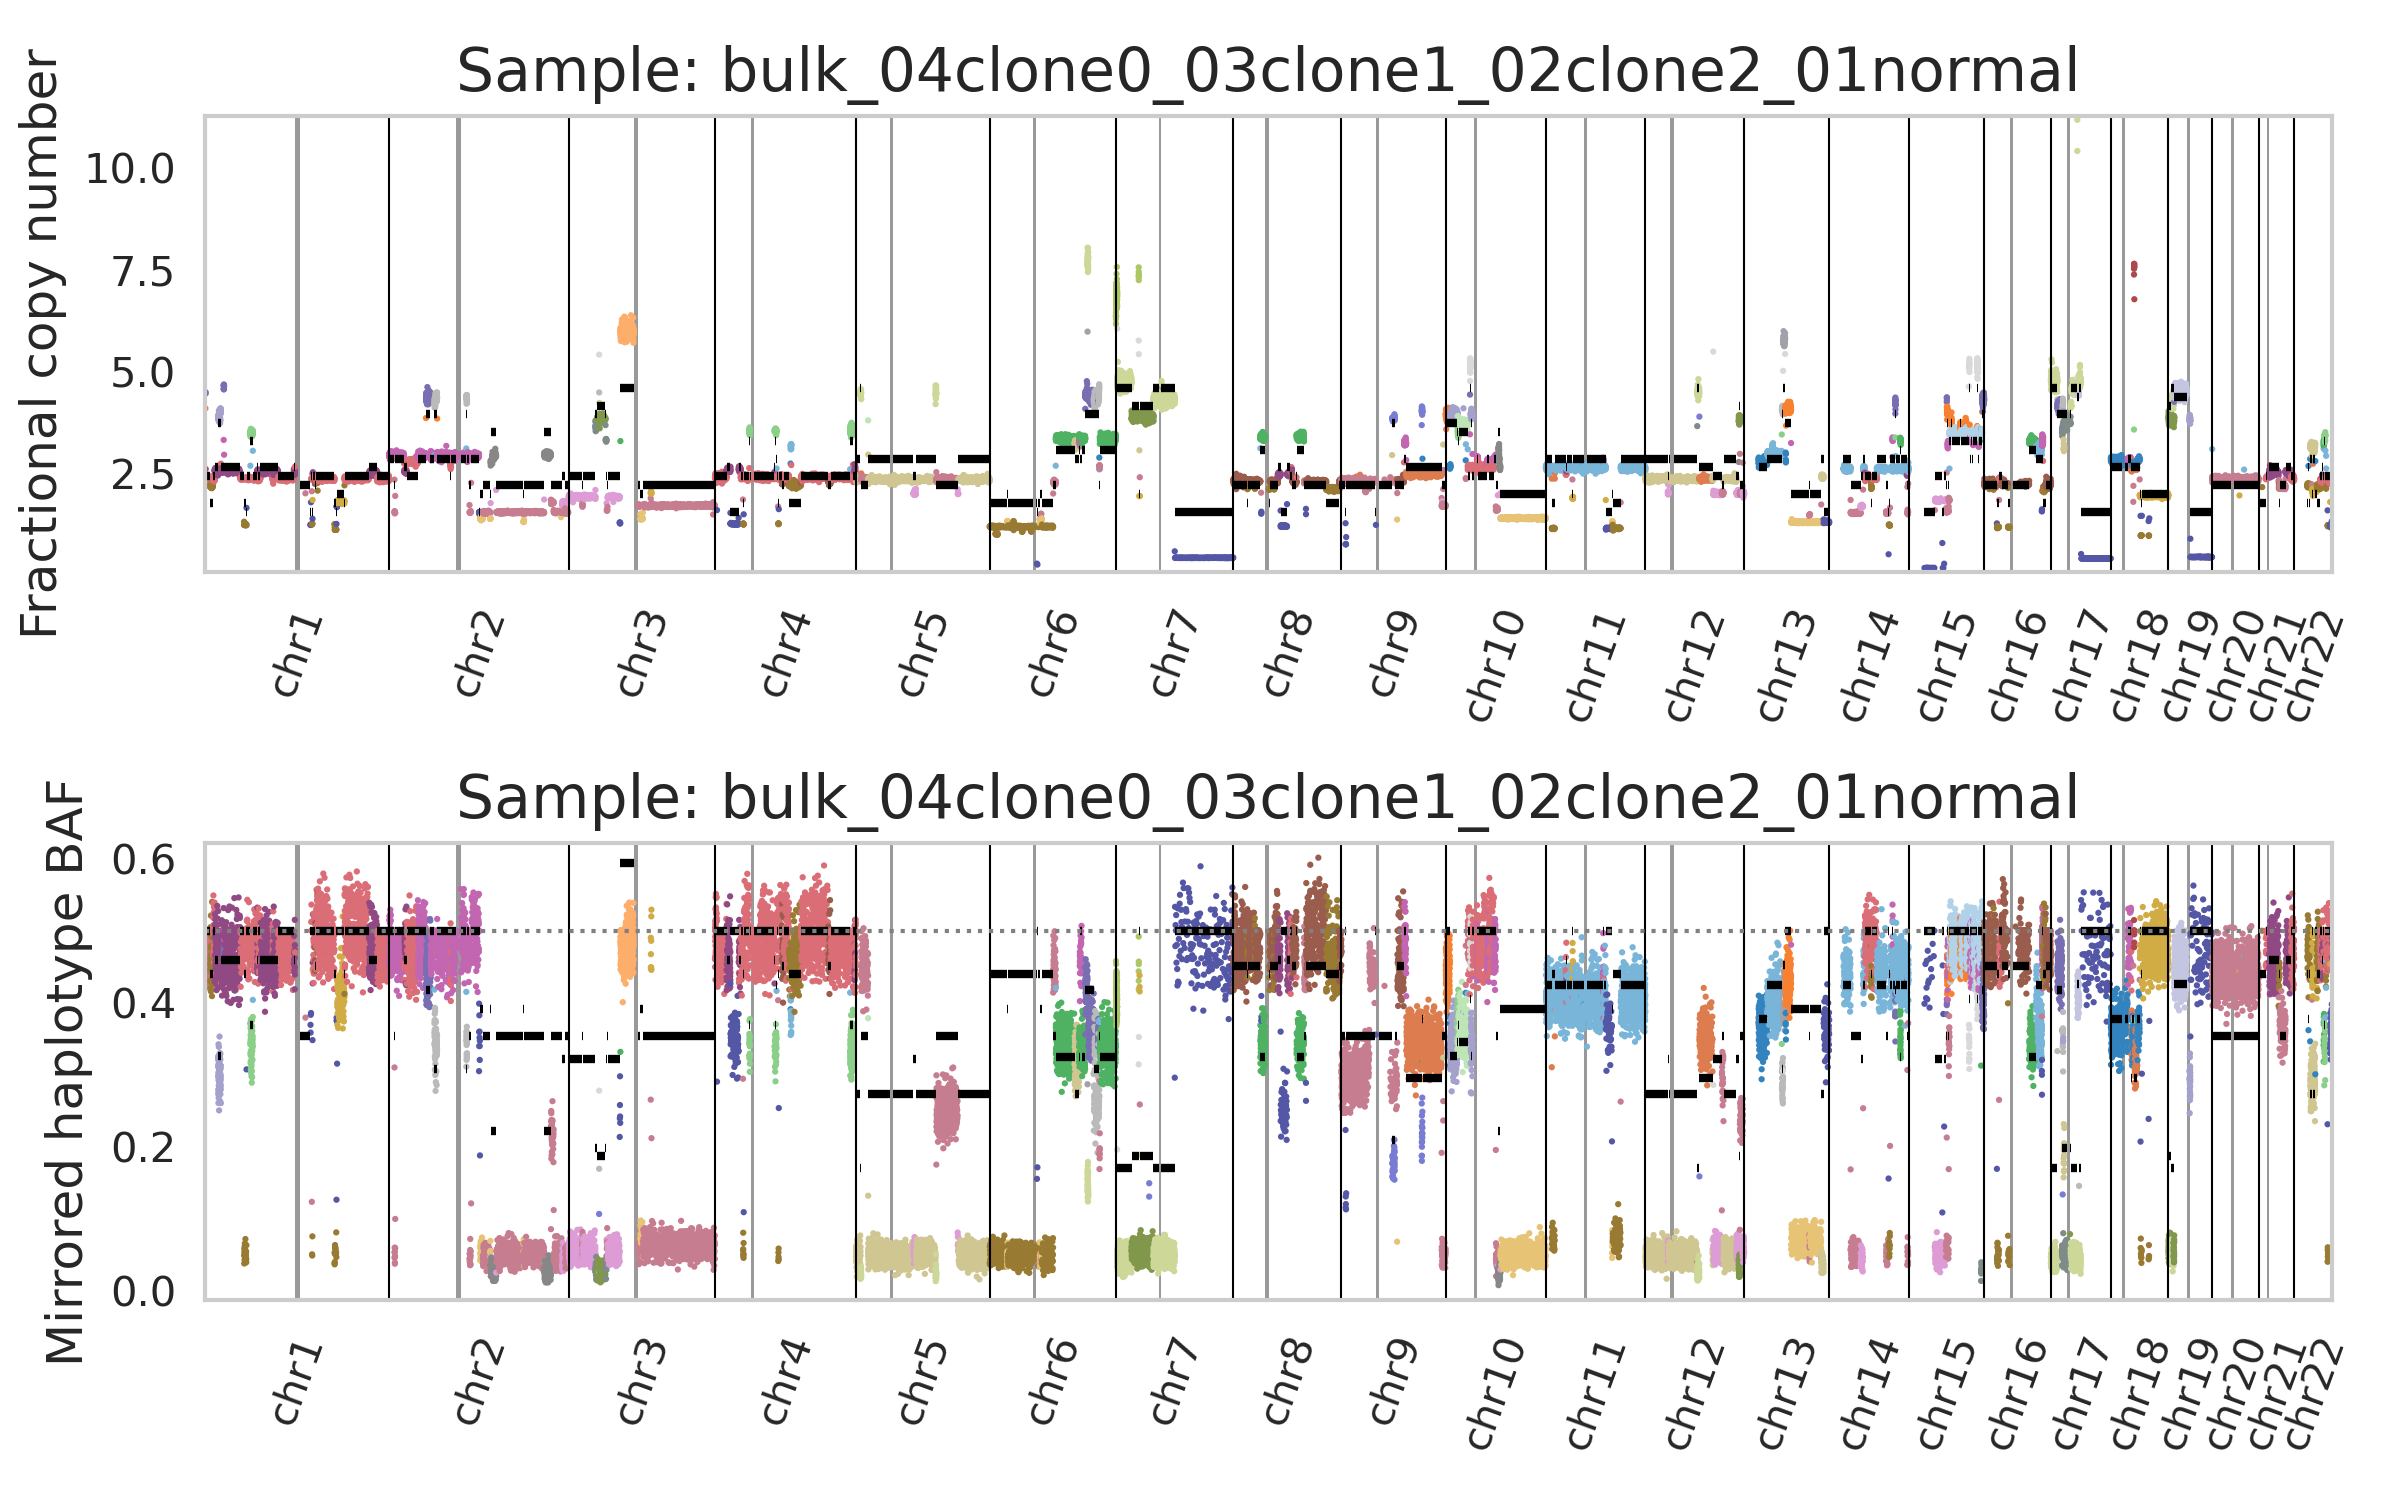 Sample: bulk_04clone0_03clone1_02clone2_01normal
Fractional copy number
10.0
7.5
5.0
2.5
chr1 chr2 chr3 chr4 chr5 chr6 chr7 chr8 chr9 chr10 chr11 chr12 chr13 chr14 chr15 chr16 chr17 chr18 chr19 chr20 chr21 chr22
Sample: bulk_04clone0_03clone1_02clone2_01normal
Mirrored haplotype BAF
0.6
0.4
0.2
0.0
chr1 chr2 chr3 chr4 chr5 chr6 chr7 chr8 chr9 chr10 chr11 chr12 chr13 chr14 chr15 chr16 chr17 chr18 chr19 chr20 chr21 chr22